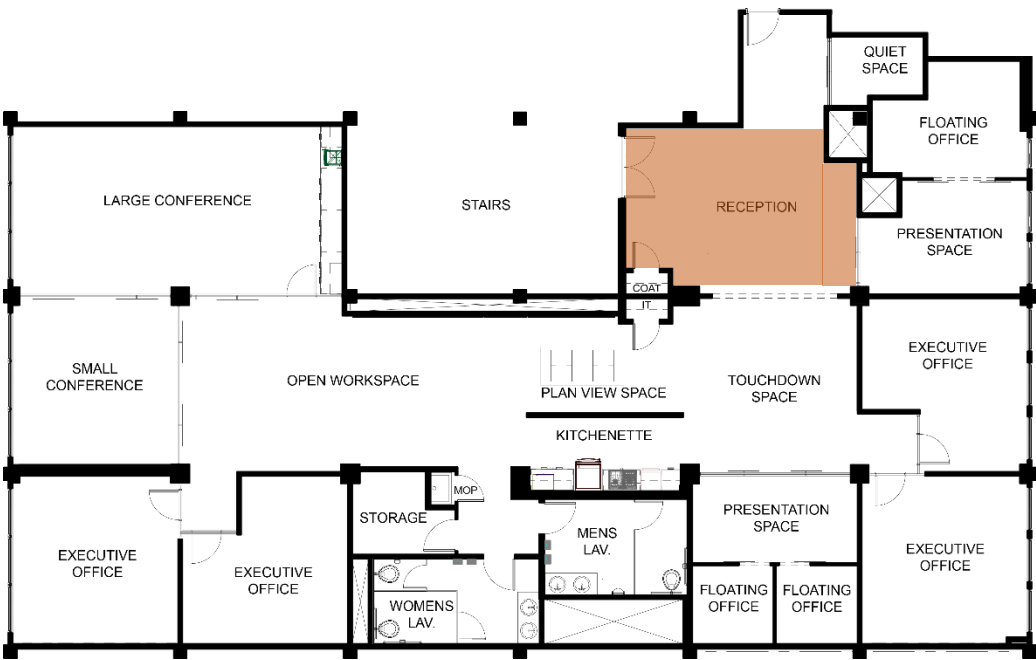 QUIET
SPACE
FLOATING
OFFICE
LARGE CONFERENCE
STAIRS
RECEPTION
PRESENTATION
SPACE
COAT
IT
SMALL
CONFERENCE
OPEN WORKSPACE
PLAN VIEW SPACE
TOUCHDOWN
SPACE
EXECUTIVE
OFFICE
KITCHENETTE
MOP
STORAGE
MENS
LAV.
PRESENTATION
SPACE
EXECUTIVE
OFFICE
EXECUTIVE
OFFICE
WOMENS
LAV.
FLOATING
OFFICE
FLOATING
OFFICE
EXECUTIVE
OFFICE